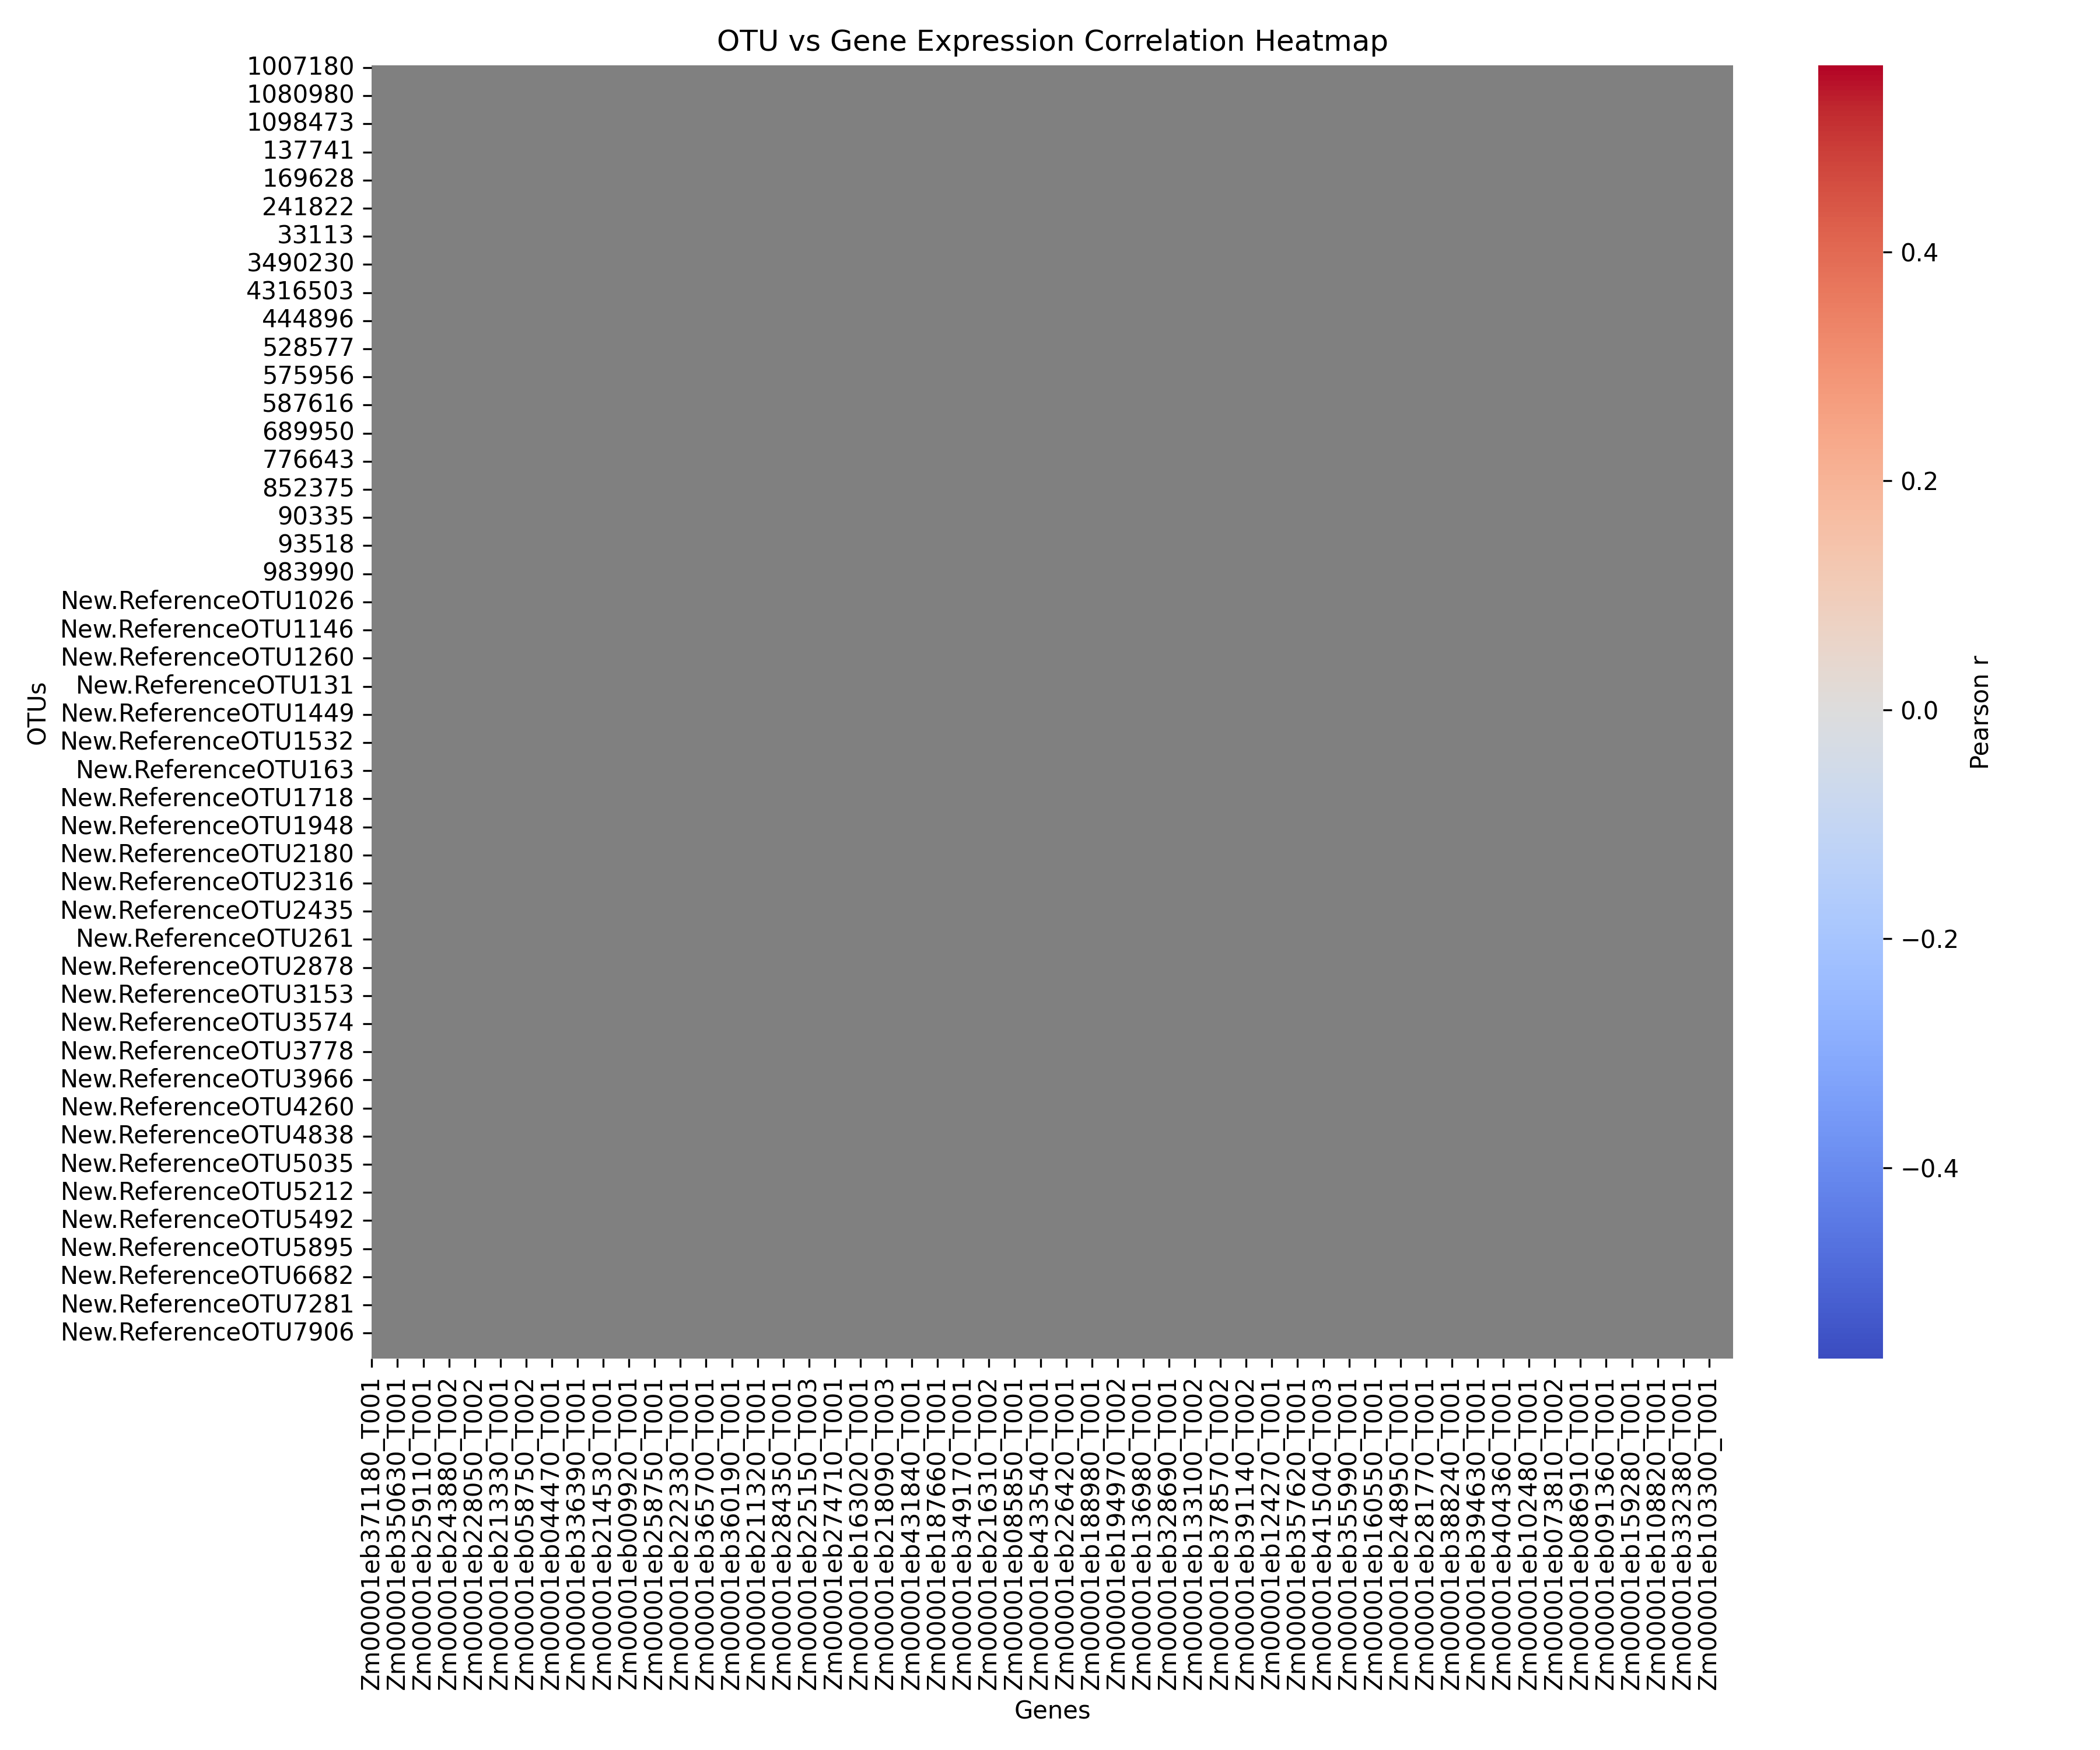 OTU vs Gene Expression Correlation Heatmap
1007180
1080980
1098473
137741
169628
241822
33113
3490230
4316503
444896
528577
575956
587616
689950
776643
852375
90335
93518
983990
New.ReferenceOTU1026
New.ReferenceOTU1146
New.ReferenceOTU1260
New.ReferenceOTU131
New.ReferenceOTU1449
New.ReferenceOTU1532
New.ReferenceOTU163
New.ReferenceOTU1718
New.ReferenceOTU1948
New.ReferenceOTU2180
New.ReferenceOTU2316
New.ReferenceOTU2435
New.ReferenceOTU261
New.ReferenceOTU2878
New.ReferenceOTU3153
New.ReferenceOTU3574
New.ReferenceOTU3778
New.ReferenceOTU3966
New.ReferenceOTU4260
New.ReferenceOTU4838
New.ReferenceOTU5035
New.ReferenceOTU5212
New.ReferenceOTU5492
New.ReferenceOTU5895
New.ReferenceOTU6682
New.ReferenceOTU7281
New.ReferenceOTU7906
OTUs
Zm00001eb371180_T001
Zm00001eb350630_T001
Zm00001eb259110_T001
Zm00001eb243880_T002
Zm00001eb228050_T002
Zm00001eb213330_T001
Zm00001eb058750_T002
Zm00001eb044470_T001
Zm00001eb336390_T001
Zm00001eb214530_T001
Zm00001eb009920_T001
Zm00001eb258750_T001
Zm00001eb222330_T001
Zm00001eb365700_T001
Zm00001eb360190_T001
Zm00001eb211320_T001
Zm00001eb284350_T001
Zm00001eb225150_T003
Zm00001eb274710_T001
Zm00001eb163020_T001
Zm00001eb218090_T003
Zm00001eb431840_T001
Zm00001eb187660_T001
Zm00001eb349170_T001
Zm00001eb216310_T002
Zm00001eb085850_T001
Zm00001eb433540_T001
Zm00001eb226420_T001
Zm00001eb188980_T001
Zm00001eb194970_T002
Zm00001eb136980_T001
Zm00001eb328690_T001
Zm00001eb133100_T002
Zm00001eb378570_T002
Zm00001eb391140_T002
Zm00001eb124270_T001
Zm00001eb357620_T001
Zm00001eb415040_T003
Zm00001eb355990_T001
Zm00001eb160550_T001
Zm00001eb248950_T001
Zm00001eb281770_T001
Zm00001eb388240_T001
Zm00001eb394630_T001
Zm00001eb404360_T001
Zm00001eb102480_T001
Zm00001eb073810_T002
Zm00001eb086910_T001
Zm00001eb091360_T001
Zm00001eb159280_T001
Zm00001eb108820_T001
Zm00001eb332380_T001
Zm00001eb103300_T001
Genes
0.4
0.2
0.0
−0.2
−0.4
Pearson r